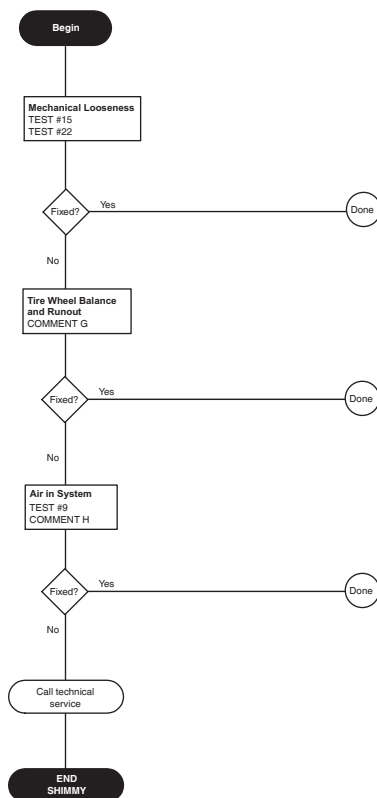 Begin
Mechanical Looseness
TEST #15
TEST #22
Fixed?
Yes
Done
No
Tire Wheel Balance
and Runout
COMMENT G
Fixed?
Yes
Done
No
Air in System
TEST #9
COMMENT H
Fixed?
Yes
Done
No
Call technical
service
END
SHIMMY